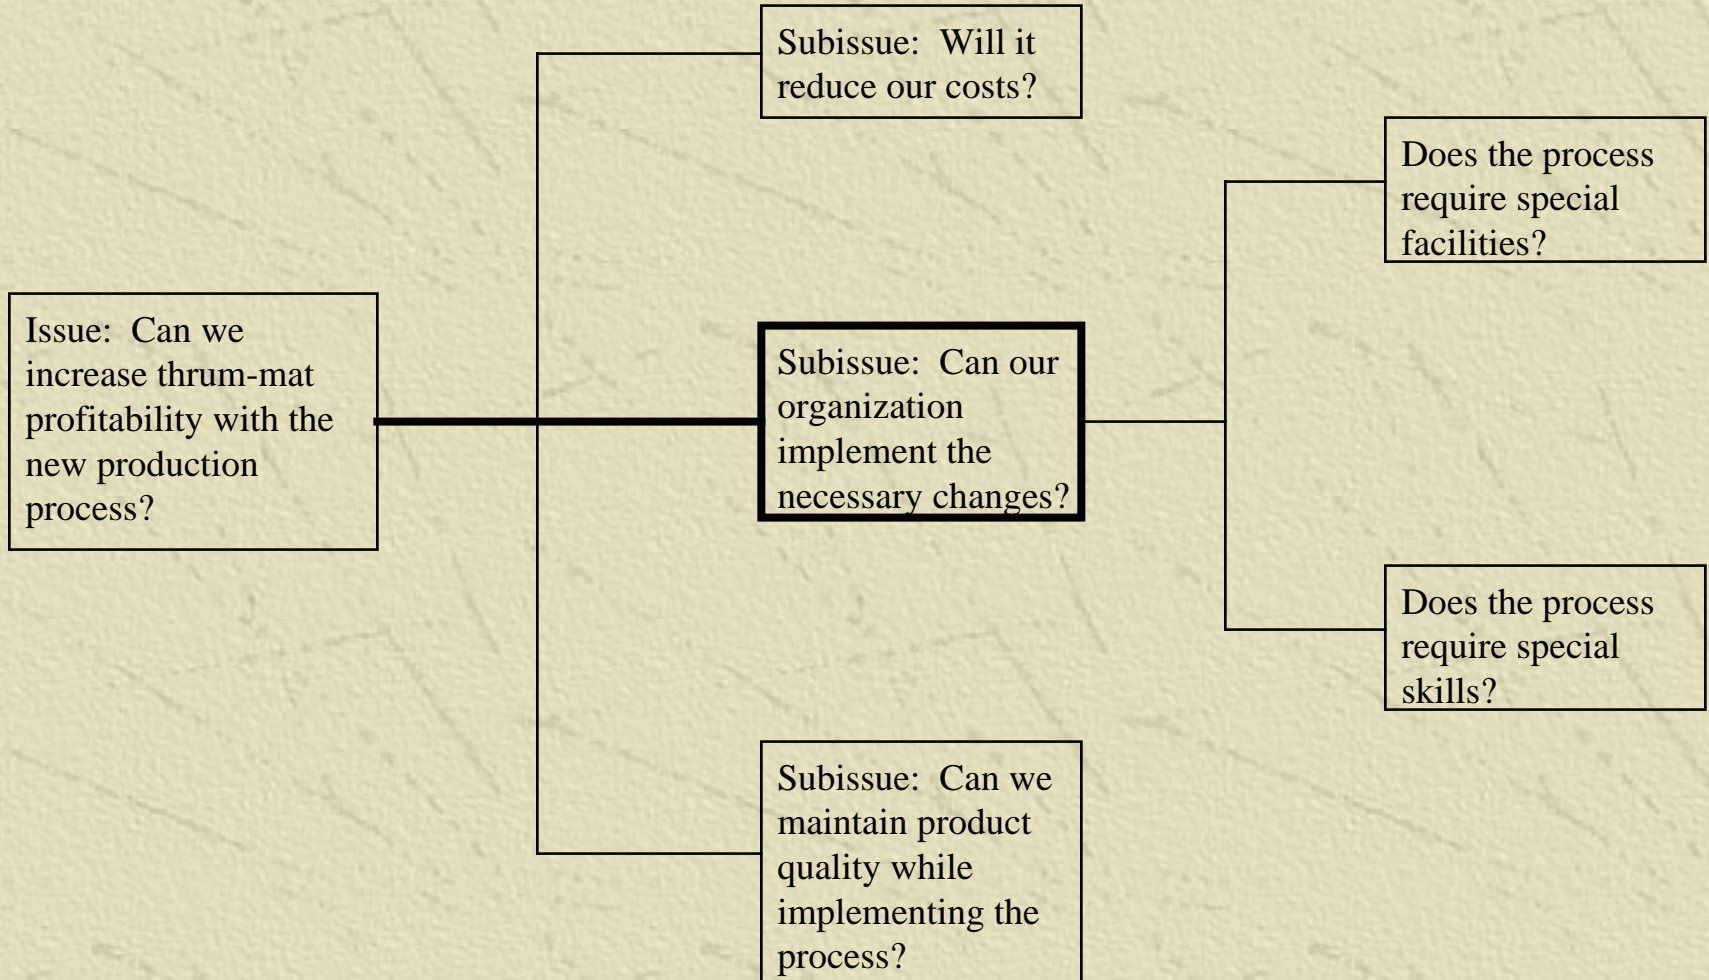 Issue:  Can we
increase thrum-mat
profitability with the
new production
process?
Subissue:  Will it
reduce our costs?
Subissue:  Can our
organization
implement the
necessary changes?
Subissue:  Can we
maintain product
quality while
implementing the
process?
Does the process
require special
facilities?
Does the process
require special
skills?